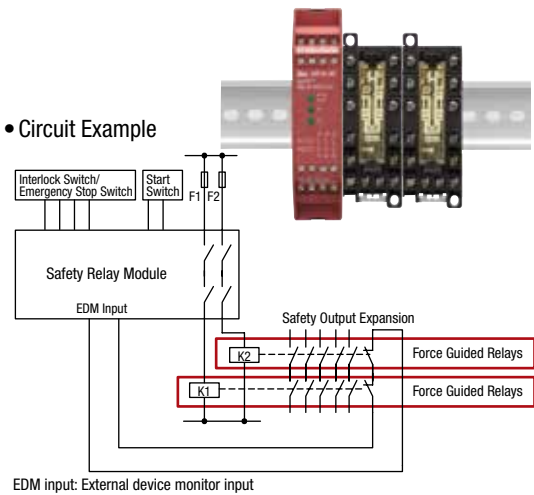 • Circuit Example
Interlock Switch/
Emergency Stop Switch
Start
Switch
F1 F2
Safety Relay Module
EDM Input
Safety Output Expansion
K2
Force Guided Relays
K1
Force Guided Relays
EDM input: External device monitor input